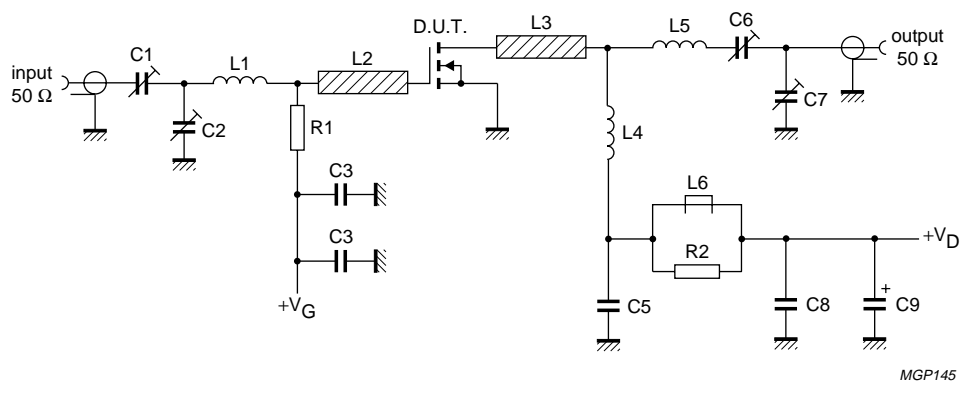 D.U.T.
L3
L5
C6
output
50 Ω
input
50 Ω
C1
L1
L2
C2
R1
C7
L4
C3
C3
L6
R2
+VG
+VD
C5
C8
+
C9
MGP145